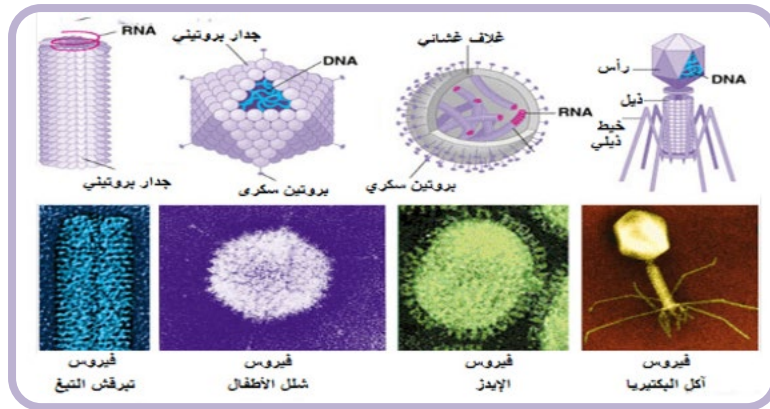 RNA
جدار بروتيني
جدار بروتيني
DNA
بروتين سكرى
غلاف غشائي
RNA
بروتين سكري
رأس
DNA
ذيل
خيط
ذيلي
فيروس
تبرقش التبغ
فيروس
شلل الأطفال
فيروس
الإيدز
فيروس
آكل البكتيريا